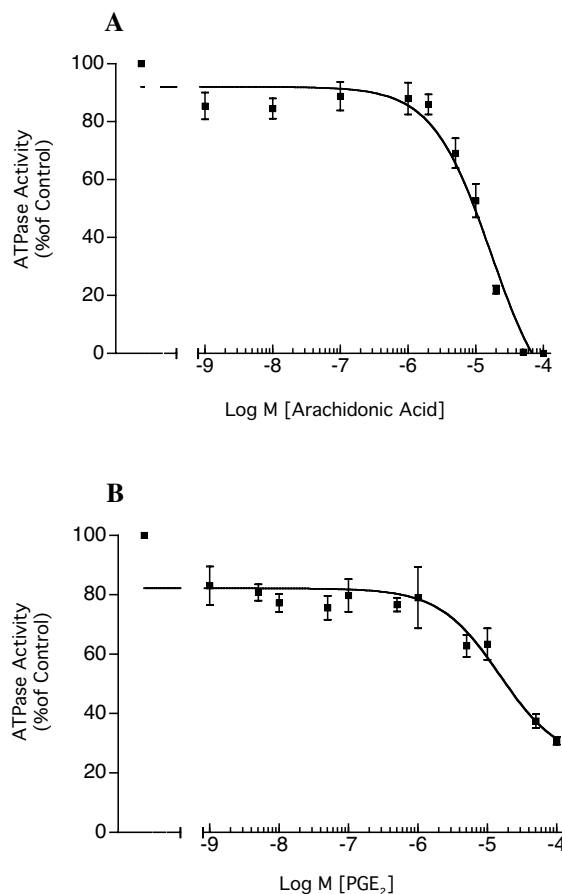 A
100
80
60
40
20
0
ATPase Activity
(%of Control)
-9 -8 -7 -6 -5 -4
Log M [Arachidonic Acid]
B
100
80
60
40
20
0
ATPase Activity
(%of Control)
-9 -8 -7 -6 -5 -4
Log M [PGE₂]